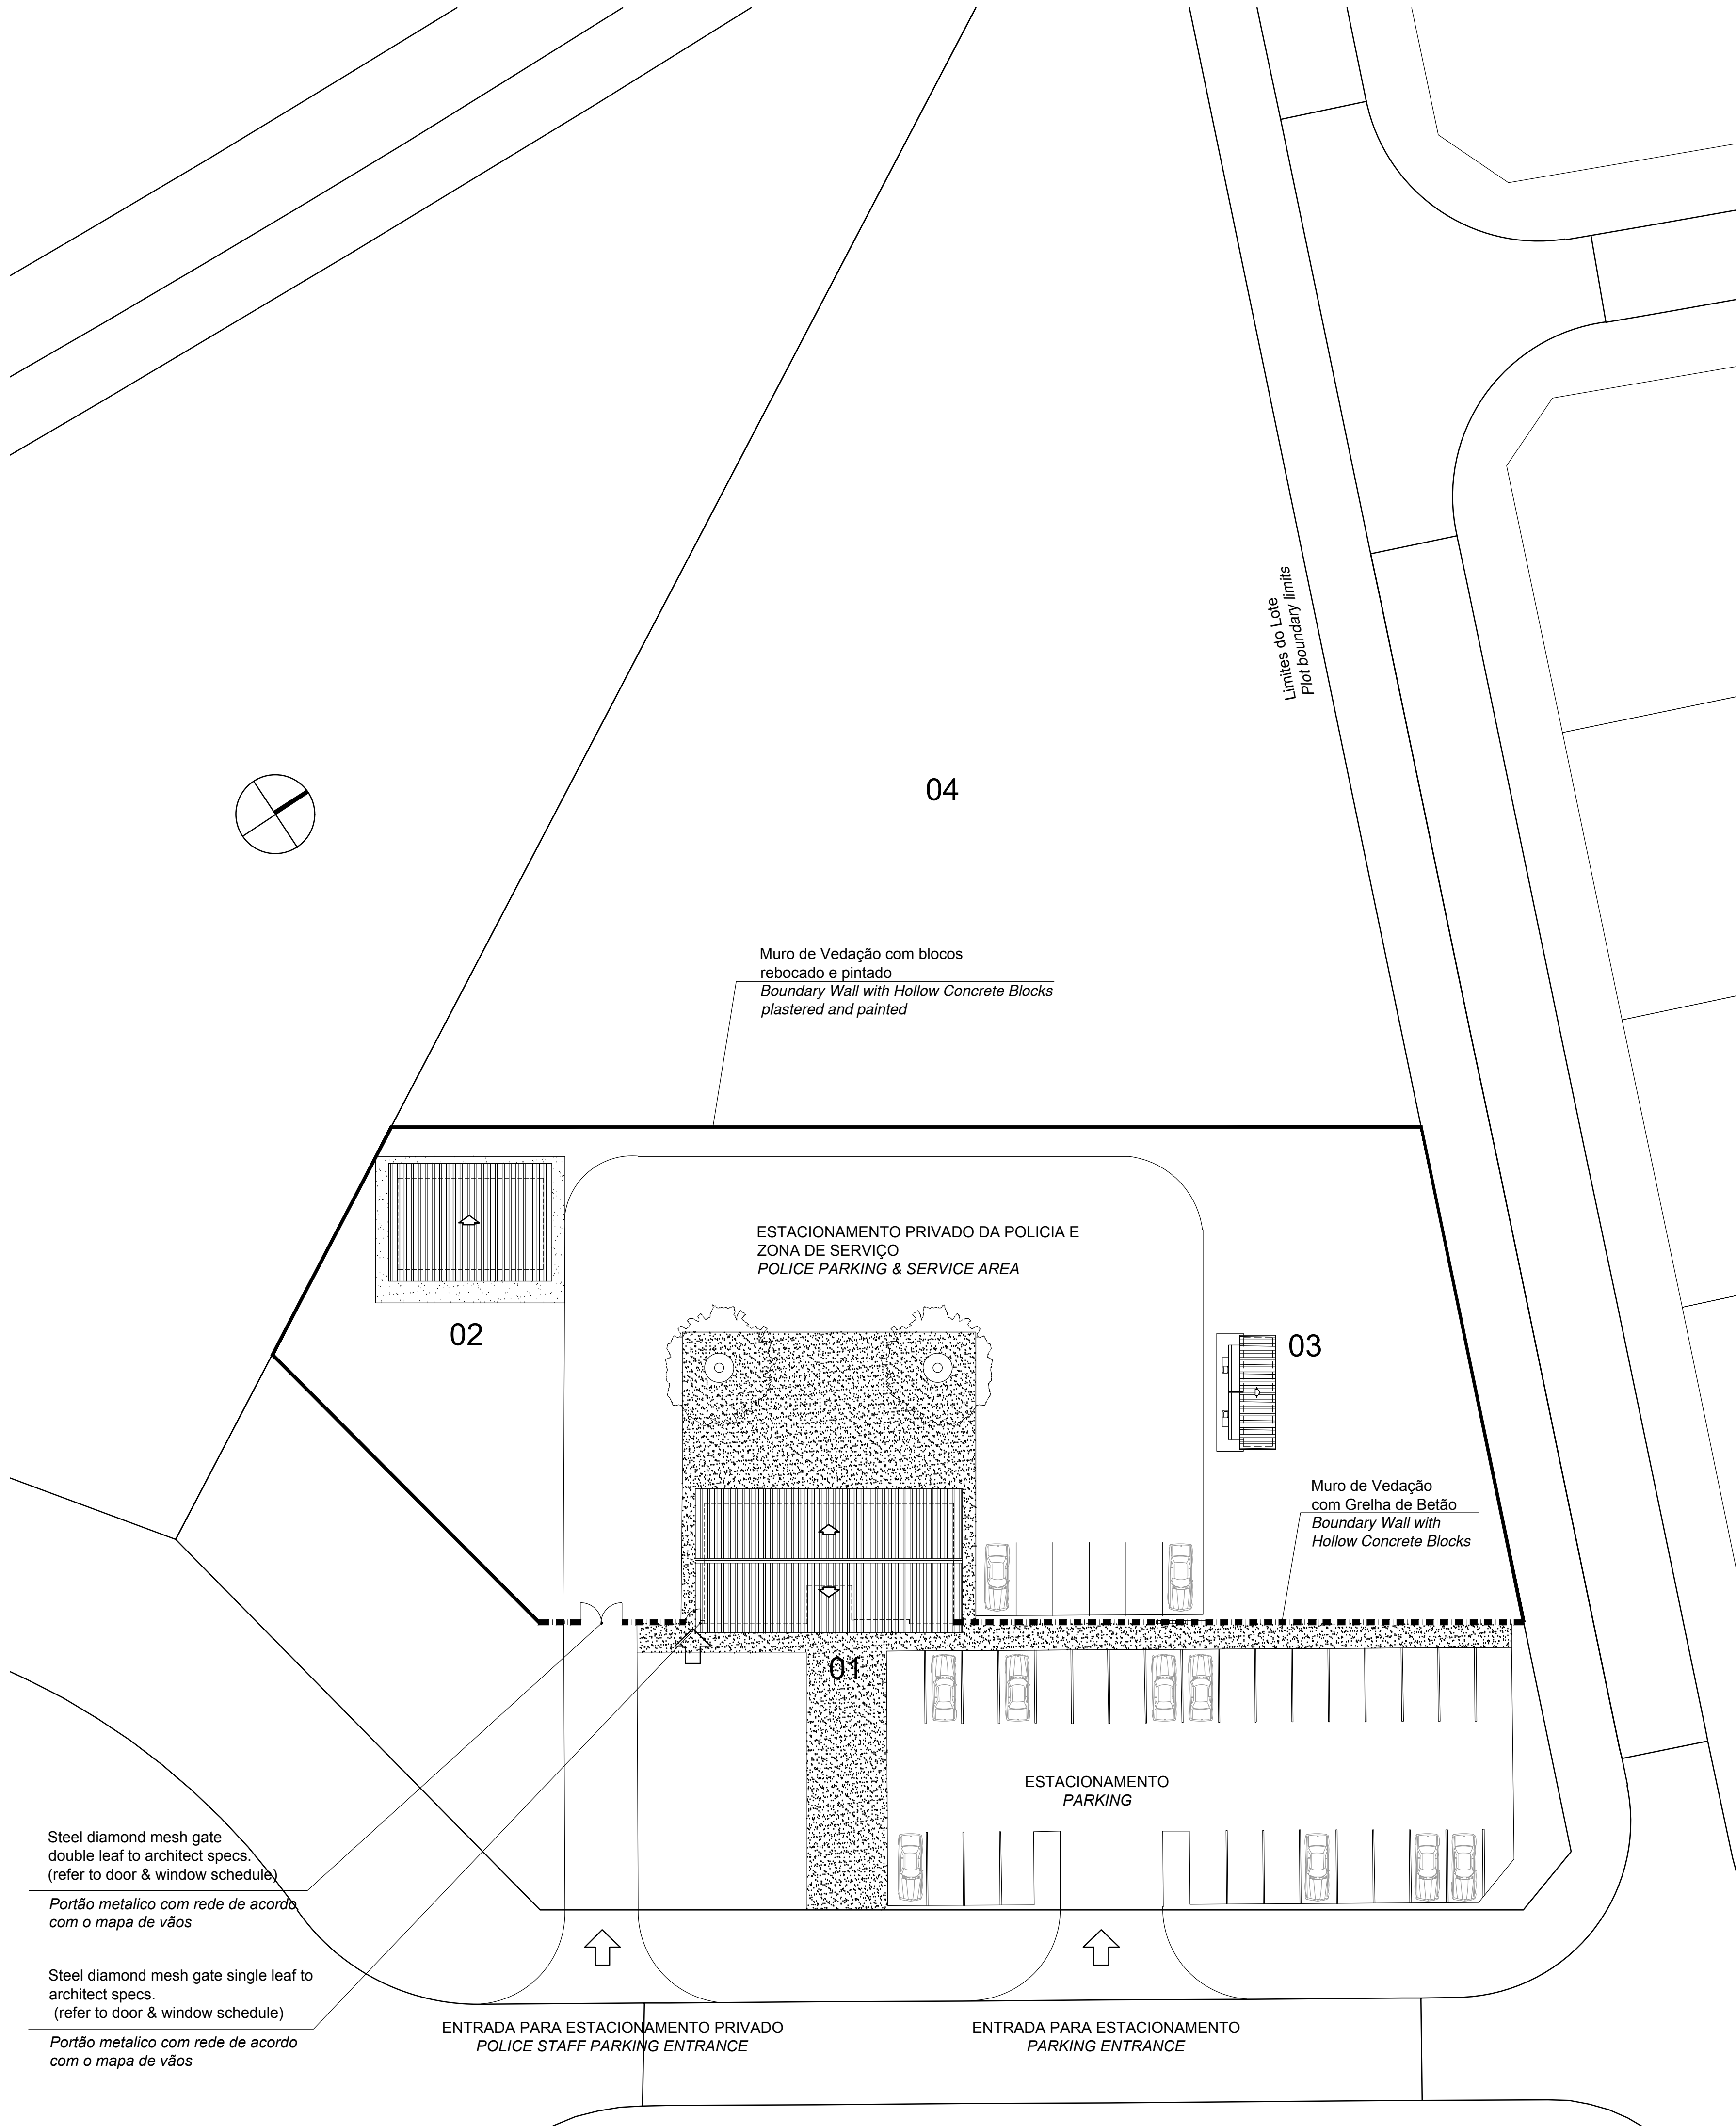 Limites do Lote
Plot boundary limits
04
Muro de Vedação com blocos
rebocado e pintado
Boundary Wall with Hollow Concrete Blocks
plastered and painted
ESTACIONAMENTO PRIVADO DA POLICIA E
ZONA DE SERVIÇO
POLICE PARKING & SERVICE AREA
02
03
Muro de Vedação
com Grelha de Betão
Boundary Wall with
Hollow Concrete Blocks
01
ESTACIONAMENTO
PARKING
Steel diamond mesh gate
double leaf to architect specs.
(refer to door & window schedule)
Portão metalico com rede de acordo
com o mapa de vãos
Steel diamond mesh gate single leaf to
architect specs.
(refer to door & window schedule)
Portão metalico com rede de acordo
com o mapa de vãos
ENTRADA PARA ESTACIONAMENTO PRIVADO
POLICE STAFF PARKING ENTRANCE
ENTRADA PARA ESTACIONAMENTO
PARKING ENTRANCE